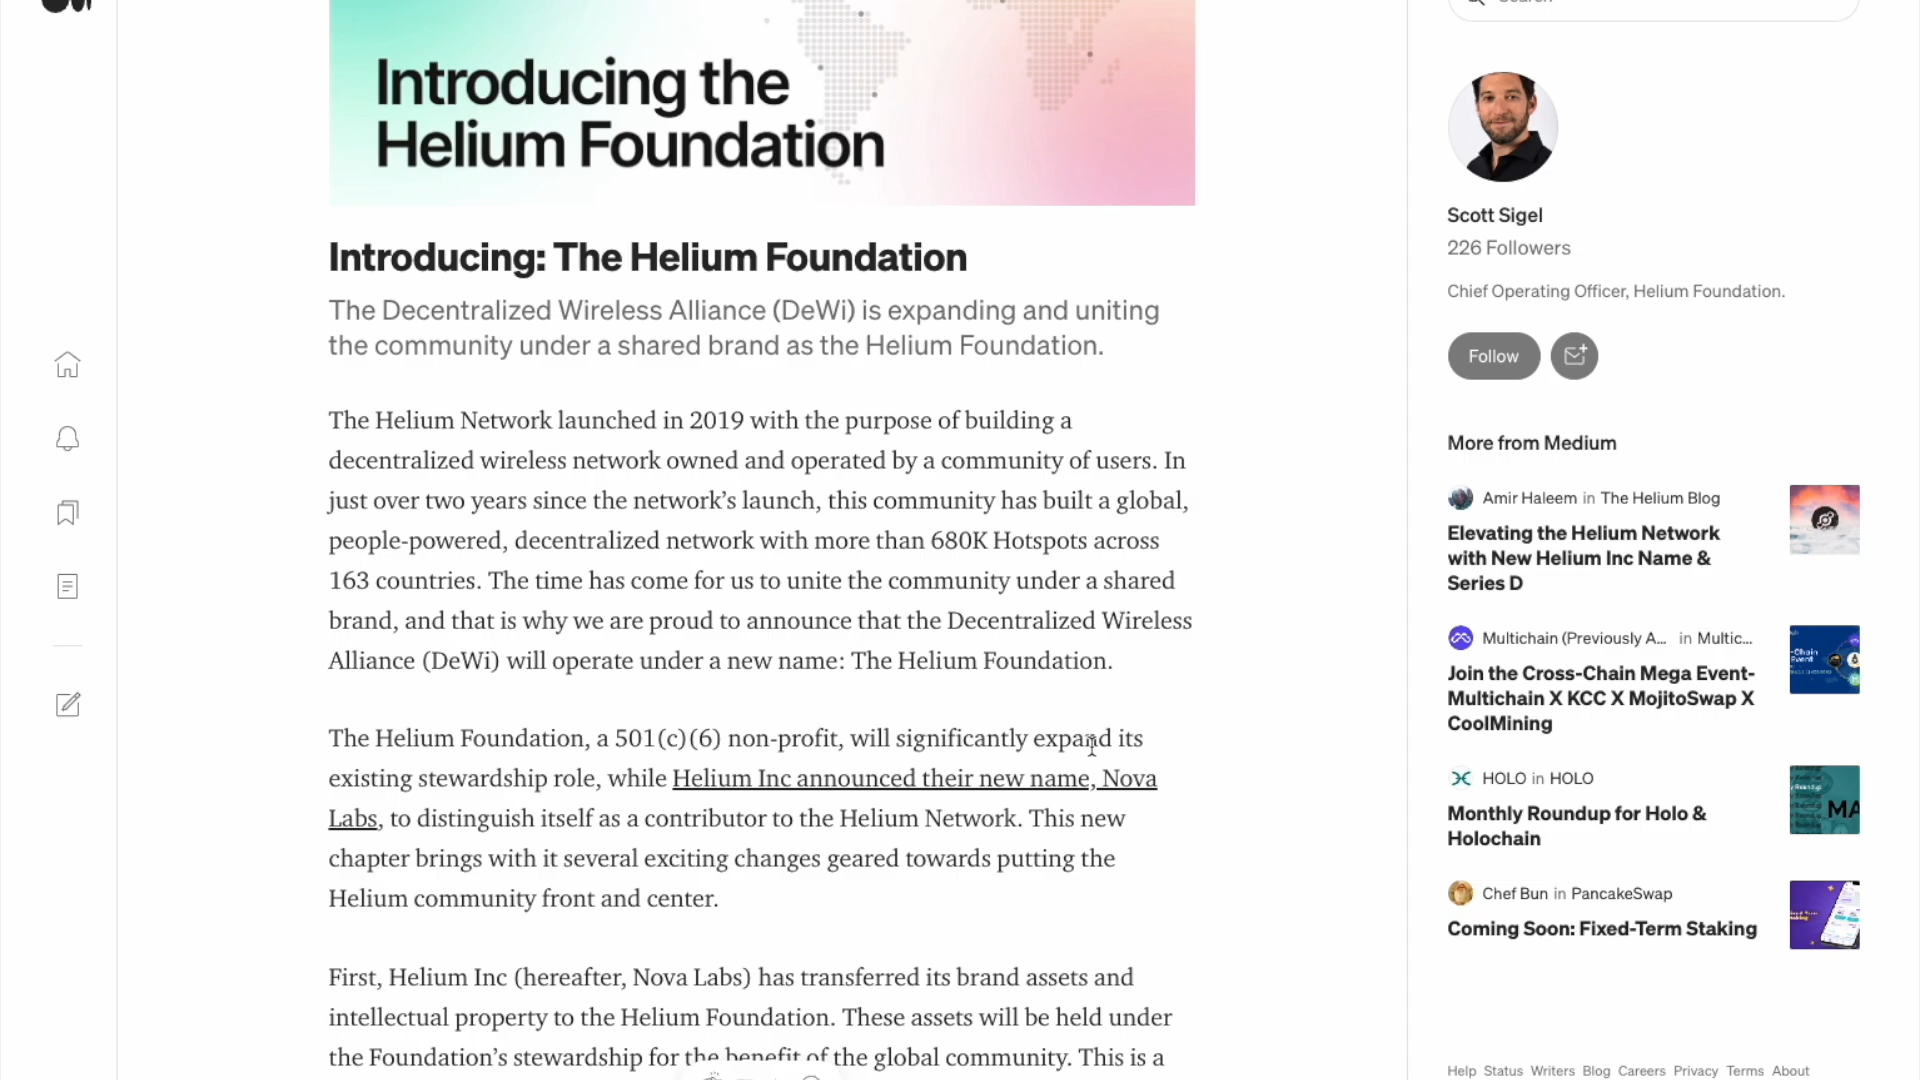 Search
Introducing the
Helium Foundation
Introducing: The Helium Foundation
The Decentralized Wireless Alliance (DeWi) is expanding and uniting
the community under a shared brand as the Helium Foundation.
The Helium Network launched in 2019 with the purpose of building a
decentralized wireless network owned and operated by a community of users. In
just over two years since the network’s launch, this community has built a global,
people-powered, decentralized network with more than 680K Hotspots across
163 countries. The time has come for us to unite the community under a shared
brand, and that is why we are proud to announce that the Decentralized Wireless
Alliance (DeWi) will operate under a new name: The Helium Foundation.
The Helium Foundation, a 501(c)(6) non-profit, will significantly expand its
existing stewardship role, while Helium Inc announced their new name, Nova
Labs, to distinguish itself as a contributor to the Helium Network. This new
chapter brings with it several exciting changes geared towards putting the
Helium community front and center.
First, Helium Inc (hereafter, Nova Labs) has transferred its brand assets and
intellectual property to the Helium Foundation. These assets will be held under
the Foundation’s stewardship for the benefit of the global community. This is a
Scott Sigel
226 Followers
Chief Operating Officer, Helium Foundation.
Follow
More from Medium
Amir Haleem in The Helium Blog
Elevating the Helium Network
with New Helium Inc Name &
Series D
Multichain (Previously A... in Multic...
Join the Cross-Chain Mega Event-
Multichain X KCC X MojitoSwap X
CoolMining
HOLO in HOLO
Monthly Roundup for Holo &
Holochain
MA
Chef Bun in PancakeSwap
Coming Soon: Fixed-Term Staking
Help Status Writers Blog Careers Privacy Terms About